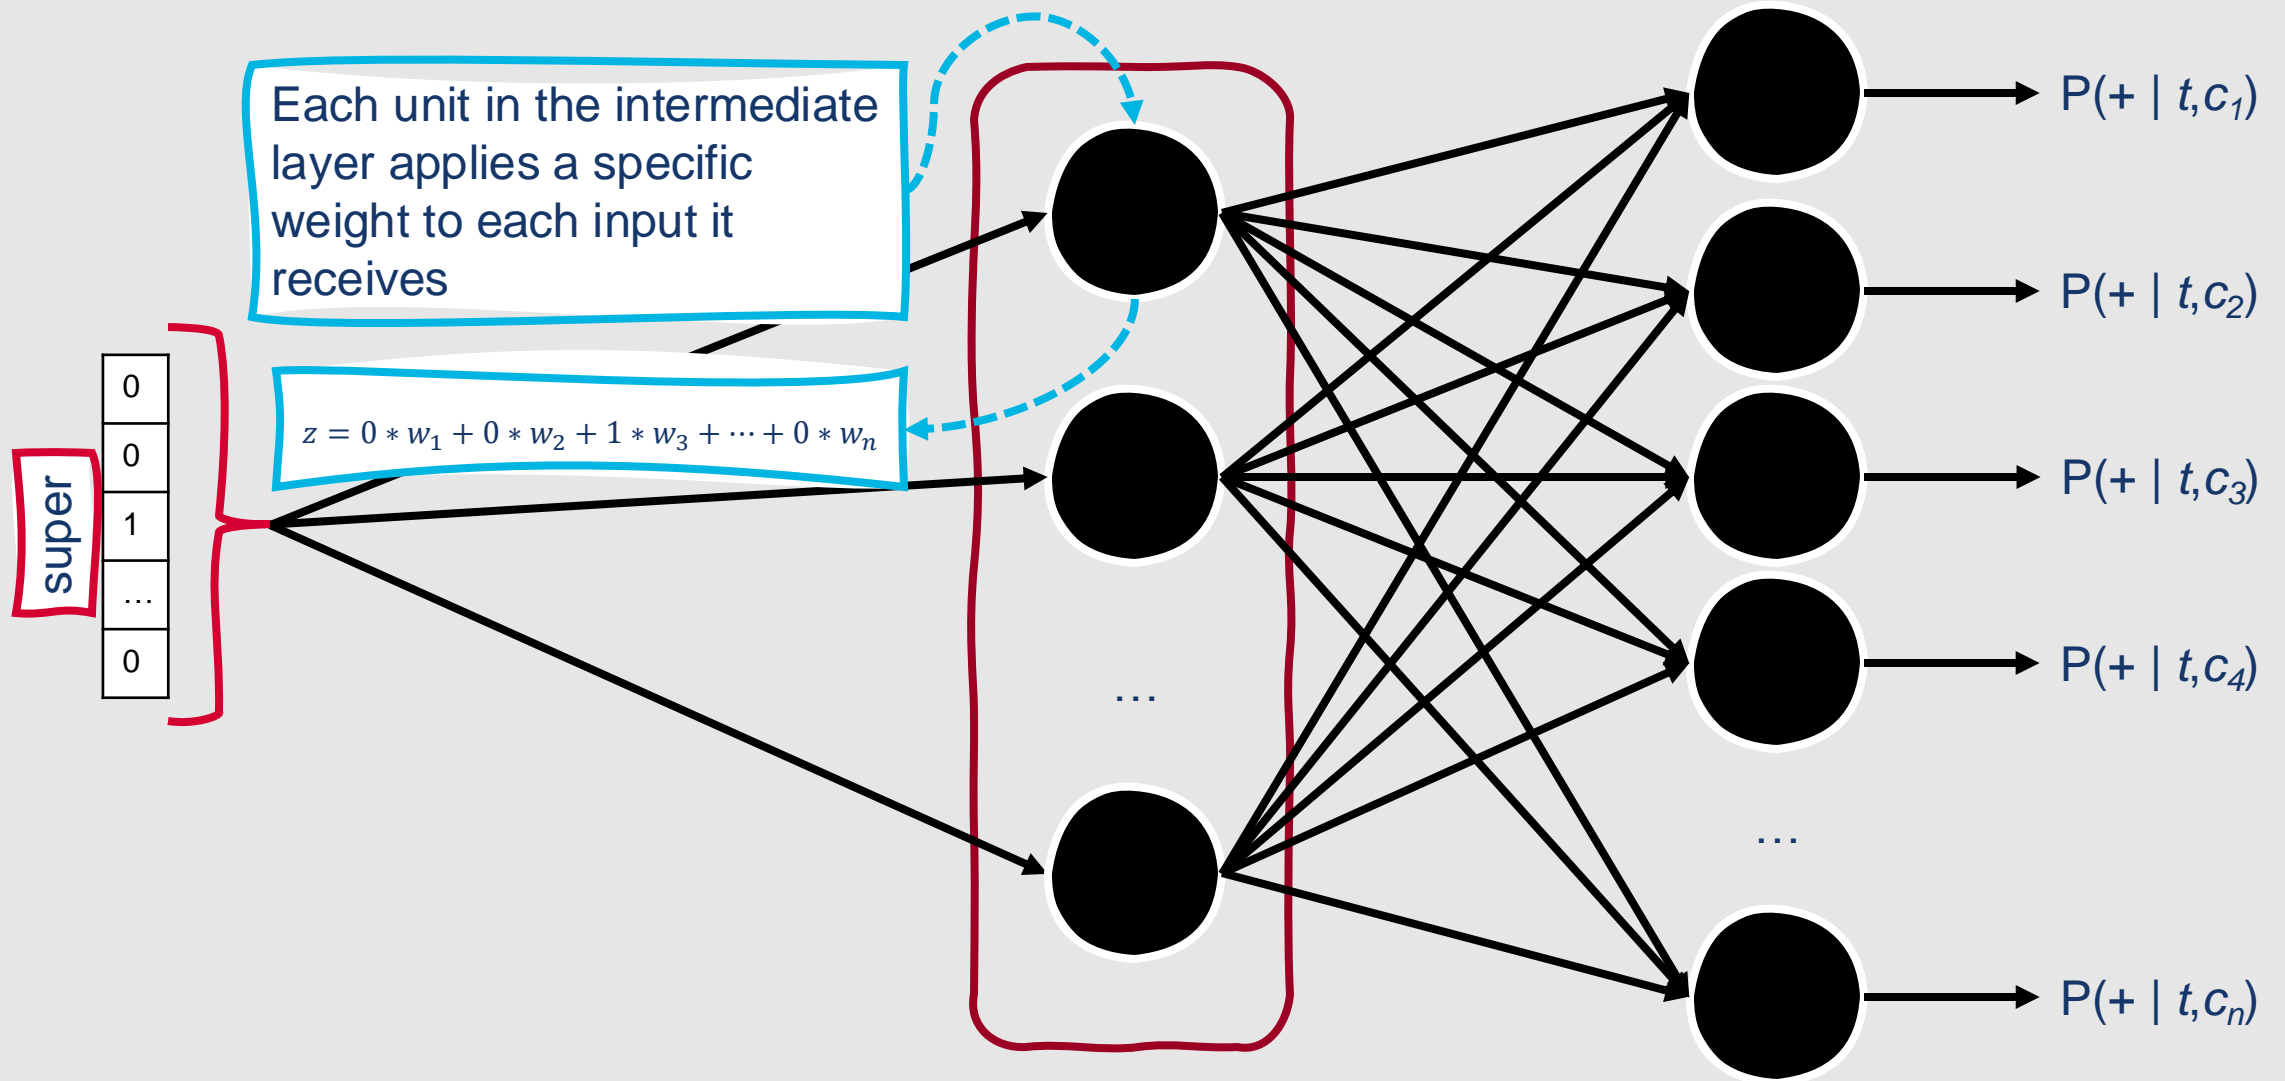 Each unit in the intermediate
layer applies a specific
weight to each input it
receives
z = 0 ∗ w₁ + 0 ∗ w₂ + 1 ∗ w₃ + ⋯ + 0 ∗ wₙ
super
0
0
1
…
0
…
…
P(+ | t,c₁)
P(+ | t,c₂)
P(+ | t,c₃)
P(+ | t,c₄)
P(+ | t,cₙ)